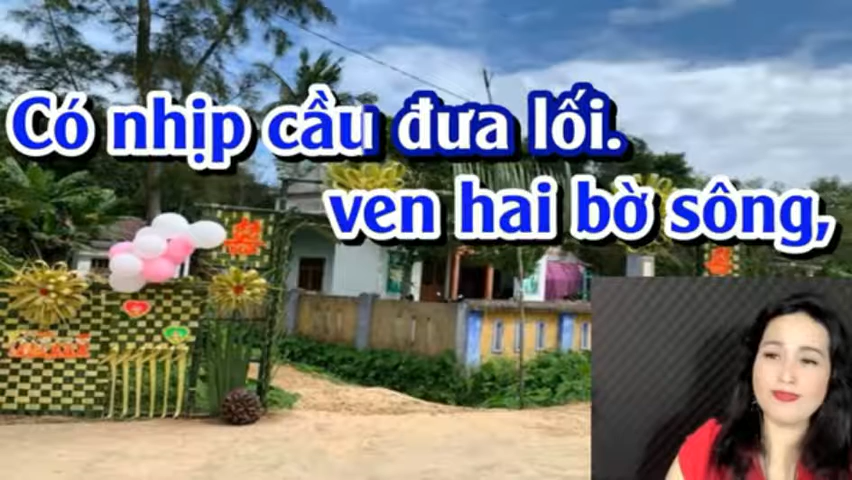 Có nhịp cầu đưa lối.
ven hai bờ sông,